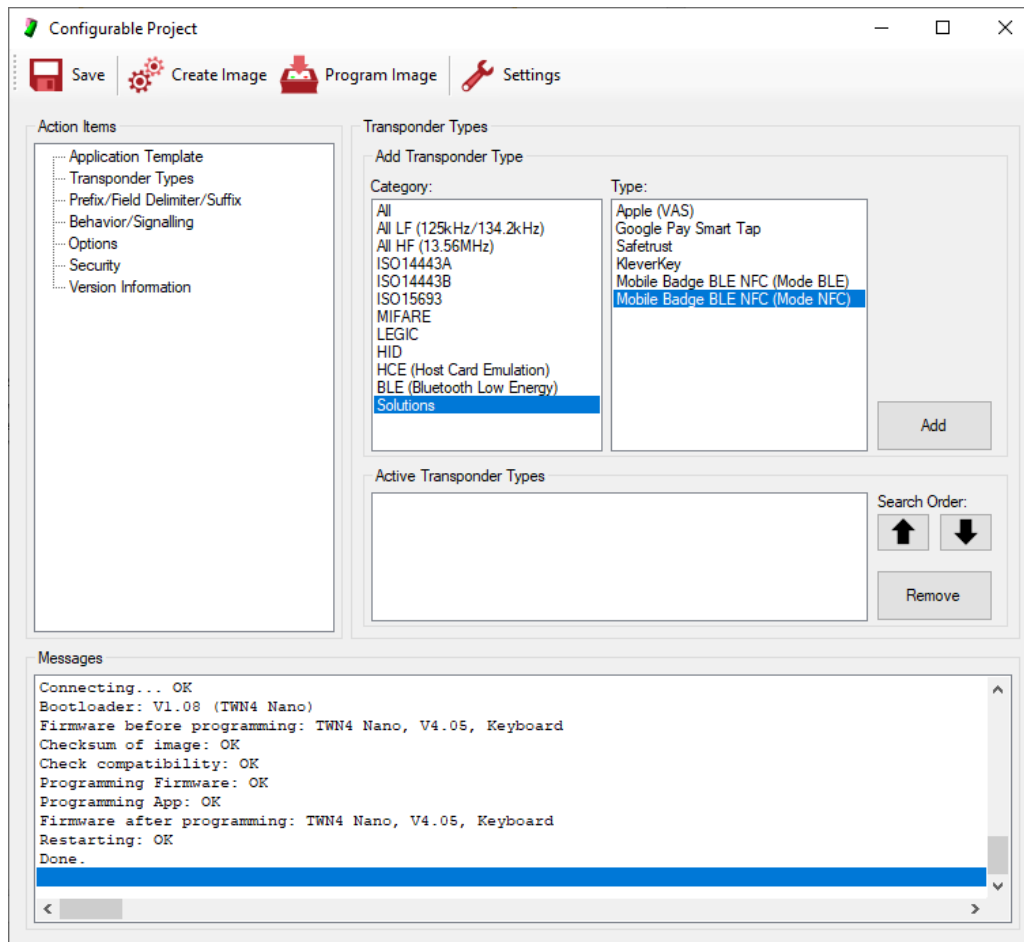 Configurable Project
Save
Create Image
Program Image
Settings
Action Items
Application Template
Transponder Types
Prefix/Field Delimiter/Suffix
Behavior/Signalling
Options
Security
Version Information
Transponder Types
Add Transponder Type
Category:
All
All LF (125kHz/134.2kHz)
All HF (13.56MHz)
ISO14443A
ISO14443B
ISO15693
MIFARE
LEGIC
HID
HCE (Host Card Emulation)
BLE (Bluetooth Low Energy)
Solutions
Type:
Apple (VAS)
Google Pay Smart Tap
Safetrust
KleverKey
Mobile Badge BLE NFC (Mode BLE)
Mobile Badge BLE NFC (Mode NFC)
Add
Active Transponder Types
Search Order:
Remove
Messages
Connecting... OK
Bootloader: V1.08 (TWN4 Nano)
Firmware before programming: TWN4 Nano, V4.05, Keyboard
Checksum of image: OK
Check compatibility: OK
Programming Firmware: OK
Programming App: OK
Firmware after programming: TWN4 Nano, V4.05, Keyboard
Restarting: OK
Done.